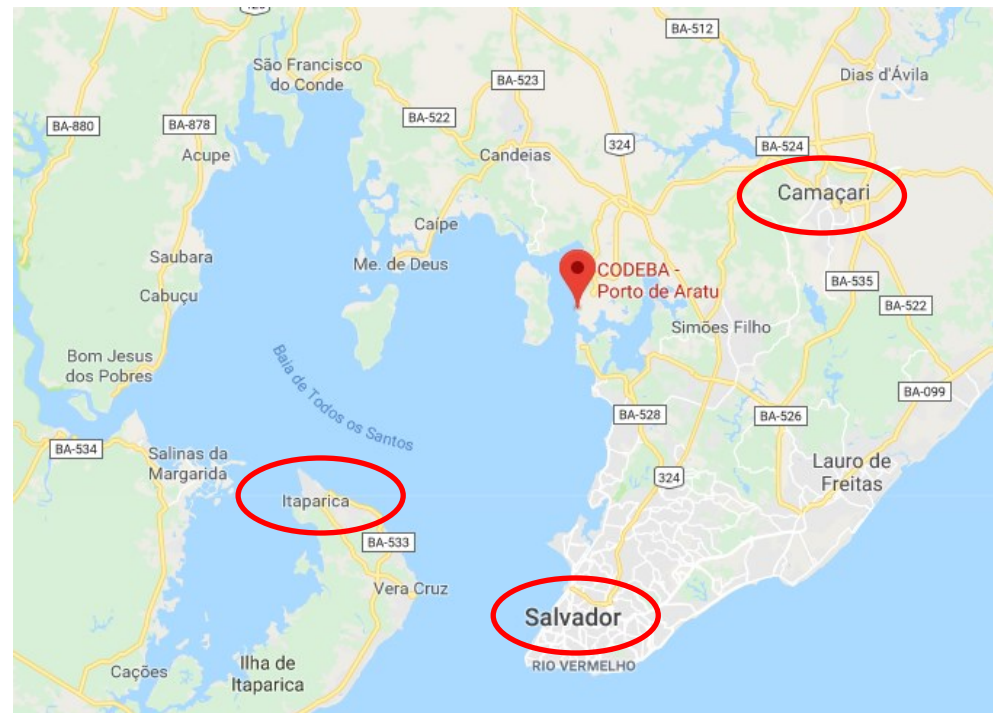 BA-512
São Francisco
do Conde
BA-523
Dias d'Ávila
BA-880
BA-878
BA-522
Acupe
Candeias
324
BA-524
Camaçari
Caípe
Saubara
Me. de Deus
CODEBA -
Porto de Aratu
BA-535
Cabuçu
BA-522
Simões Filho
Bom Jesus
dos Pobres
Baia de Todos os Santos
BA-099
BA-528
BA-526
BA-534
Salinas da
Margarida
324
Lauro de
Freitas
Itaparica
BA-533
Vera Cruz
Salvador
RIO VERMELHO
Cações
Ilha de
Itaparica